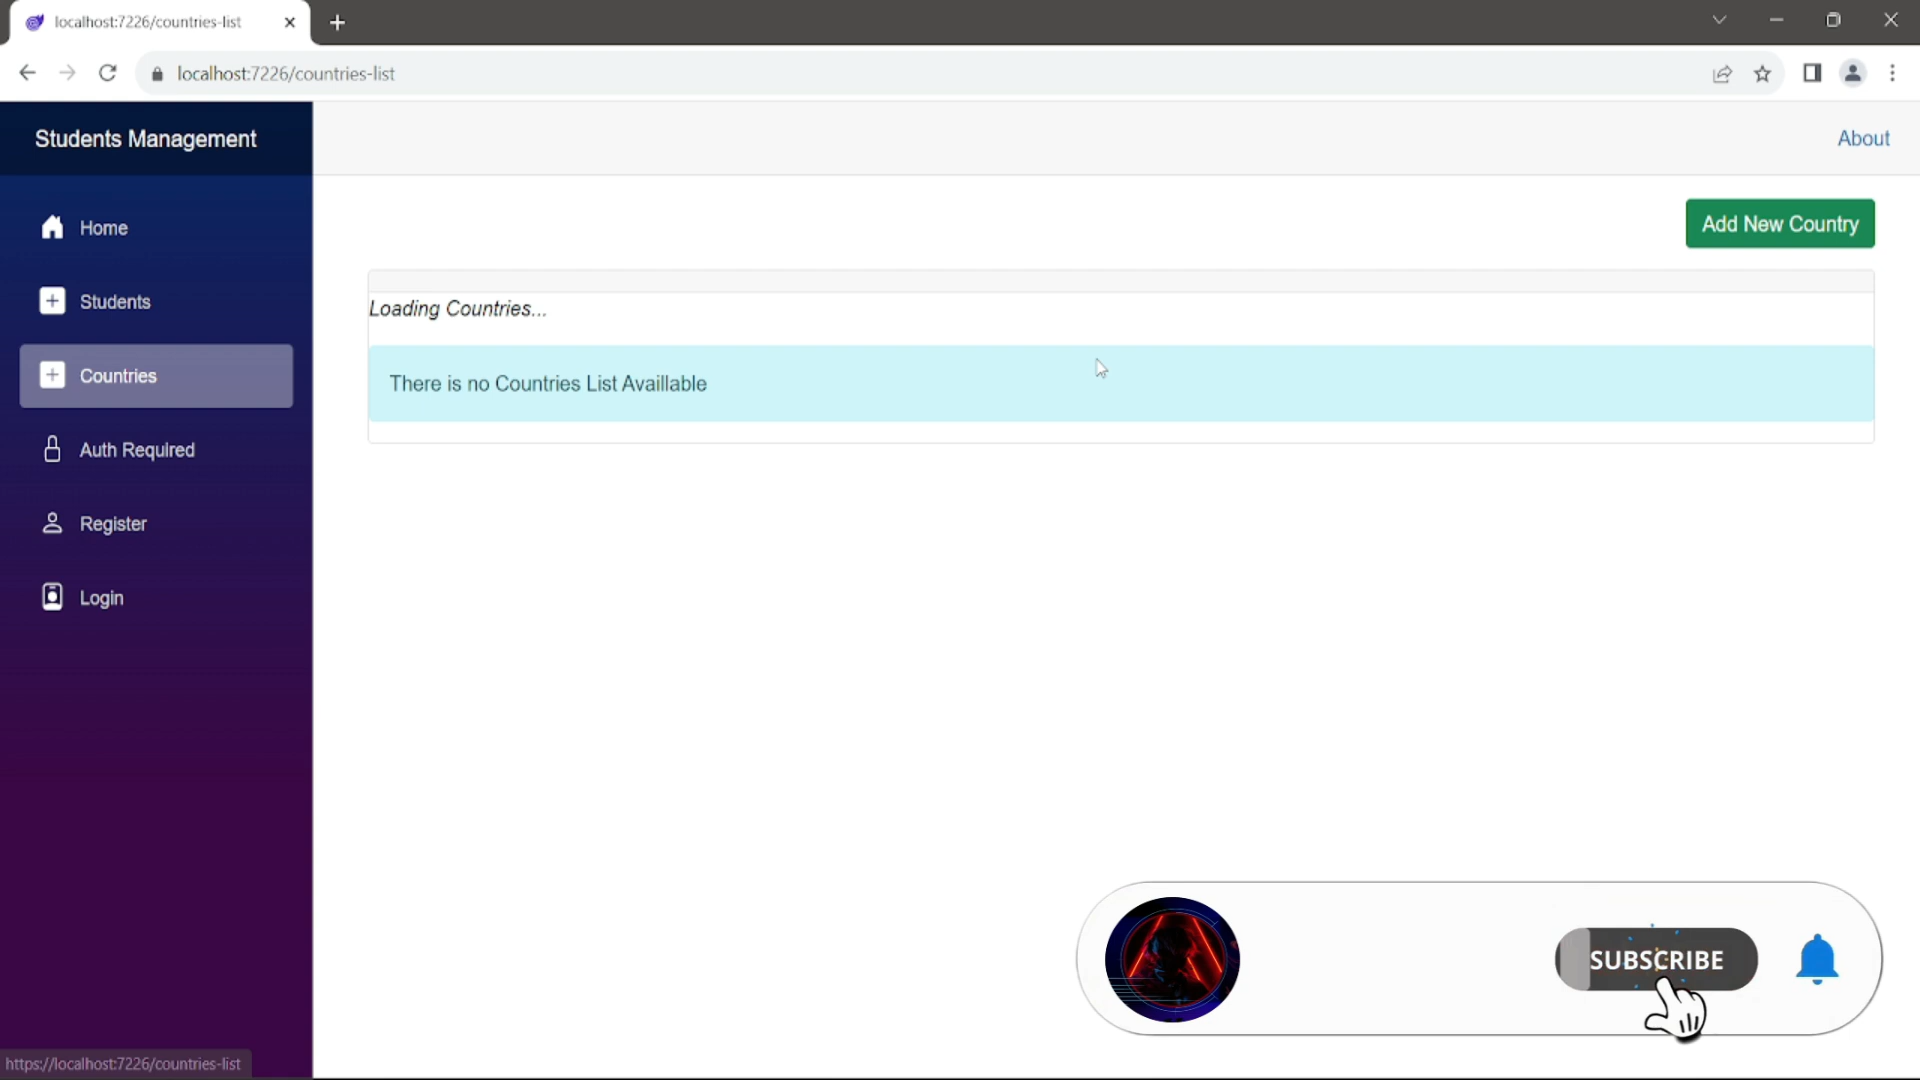 localhost:7226/countries-list
localhost:7226/countries-list
Students Management
About
Home
Add New Country
Students
Loading Countries...
Countries
There is no Countries List Availlable
Auth Required
Register
Login
SUBSCRIBE
https://localhost:7226/countries-list